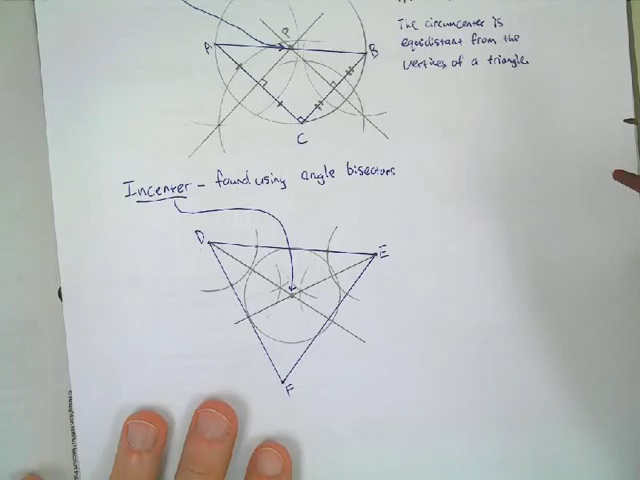 The circumcenter is
equidistant from the
vertices of a triangle.
P
A
B
C
Incenter - found using angle bisectors
D
E
F